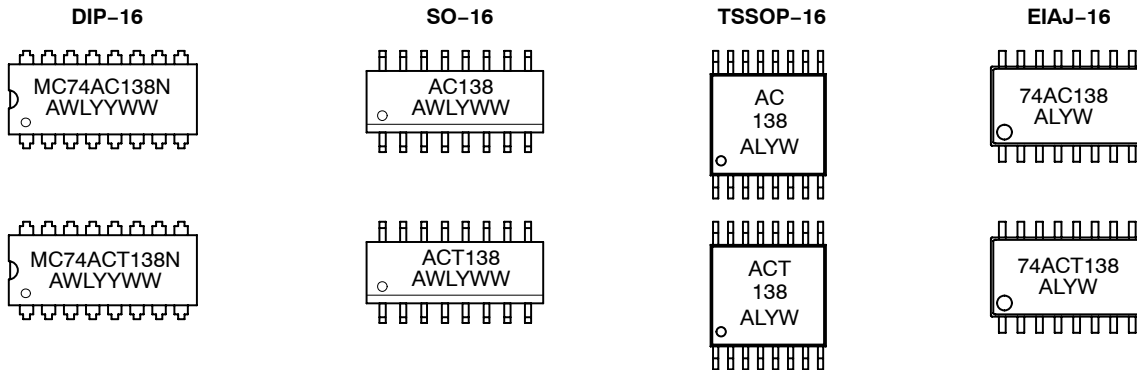 DIP−16
SO−16
TSSOP−16
EIAJ−16
MC74AC138N
AWLYYWW
AC138
AWLYWW
AC
138
ALYW
74AC138
ALYW
MC74ACT138N
AWLYYWW
ACT138
AWLYWW
ACT
138
ALYW
74ACT138
ALYW